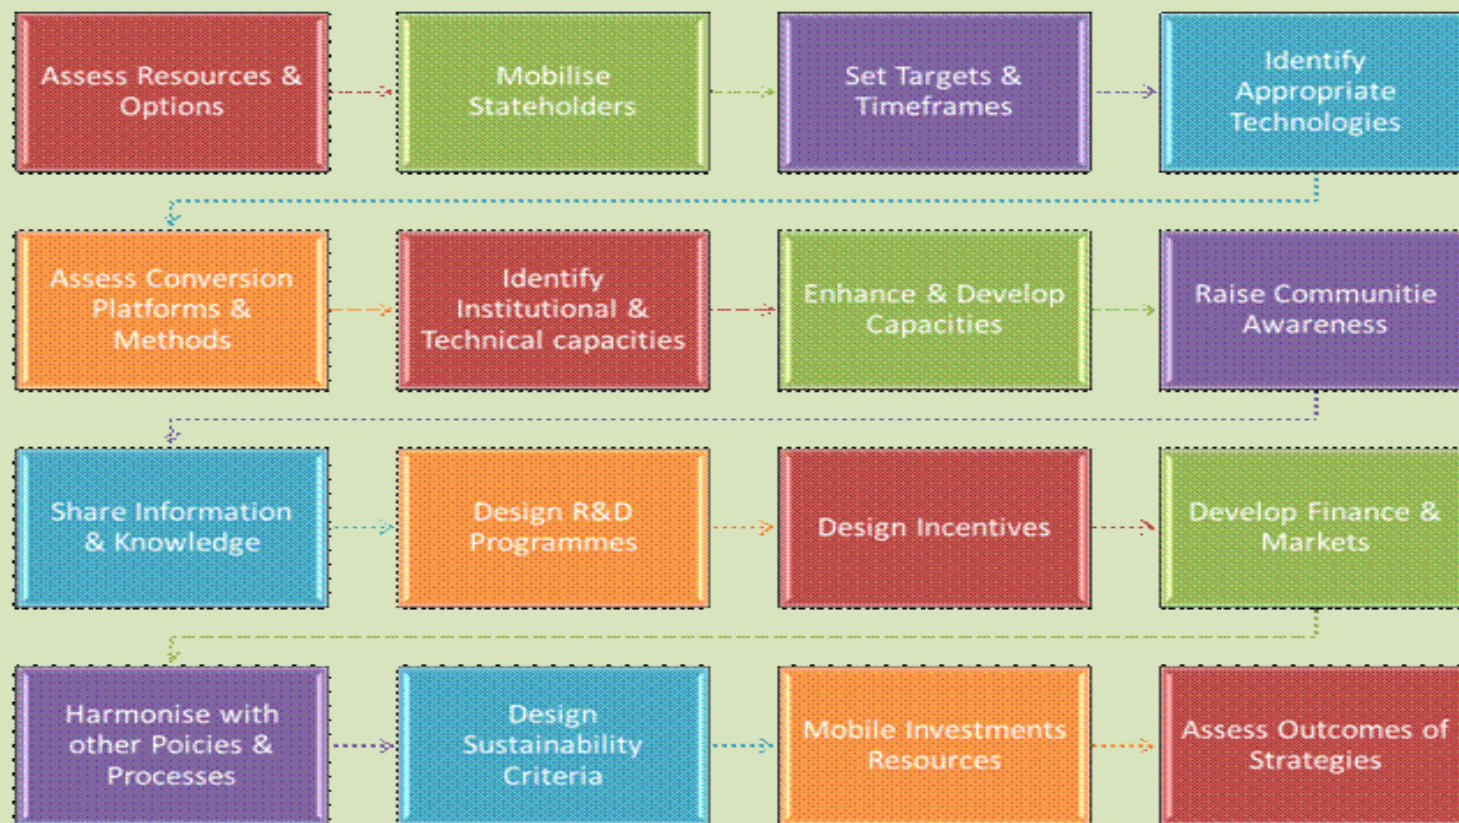 Assess Resources &
Options
Mobilise
Stateholders
Set Targets &
Timeframes
Identify
Appropriate
Technologies
Assess Conversion
Platforms &
Methods
Identify
Institutional &
Technical capacities
Enhance & Develop
Capacities
Raise Communitie
Awareness
Share Information
& Knowledge
Design R&D
Programmes
Design Incentives
Develop Finance &
Markets
Harmonise with
other Poicies &
Processes
Design
Sustainability
Criteria
Mobile Investments
Resources
Assess Outcomes of
Strategies